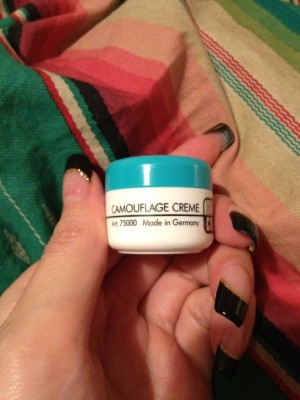 CAMOUFLAGE CREME
Art. 75000 Made in Germany